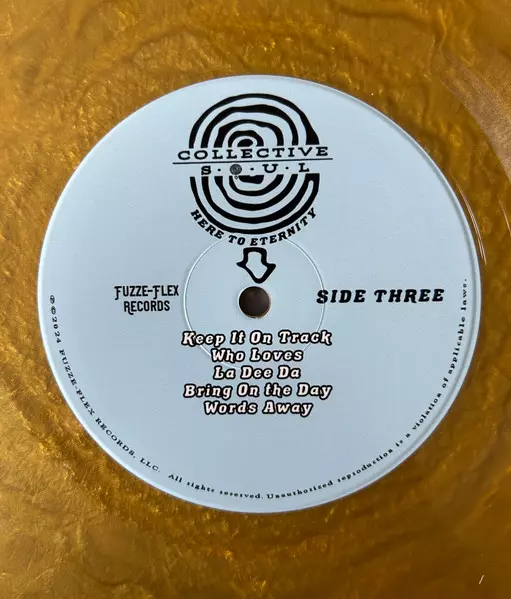 COLLECTIVE
S·O·U·L
HERE TO ETERNITY
FUZZE-FLEX
RECORDS
SIDE THREE
Keep It On Track
Who Loves
La Dee Da
Bring On the Day
Words Away
℗ © 2024 FUZZE-FLEX RECORDS, LLC. All rights reserved. Unauthorized reproduction is a violation of applicable laws.